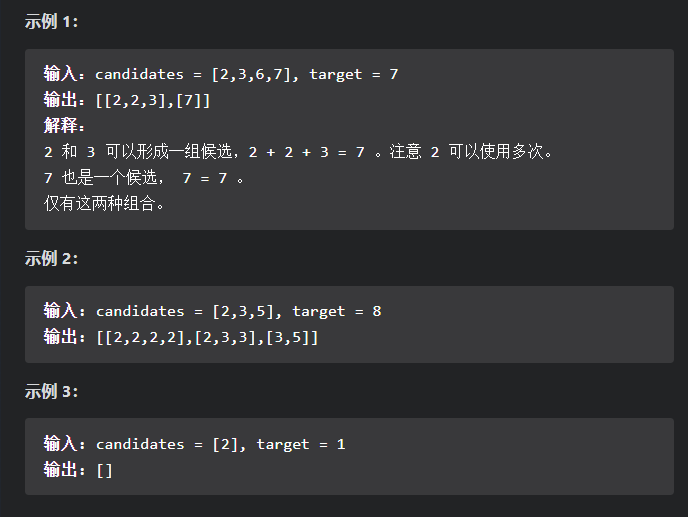 示例 1：
输入：candidates = [2,3,6,7], target = 7
输出：[[2,2,3],[7]]
解释：
2 和 3 可以形成一组候选，2 + 2 + 3 = 7 。注意 2 可以使用多次。
7 也是一个候选， 7 = 7 。
仅有这两种组合。
示例 2：
输入：candidates = [2,3,5], target = 8
输出：[[2,2,2,2],[2,3,3],[3,5]]
示例 3：
输入：candidates = [2], target = 1
输出：[]